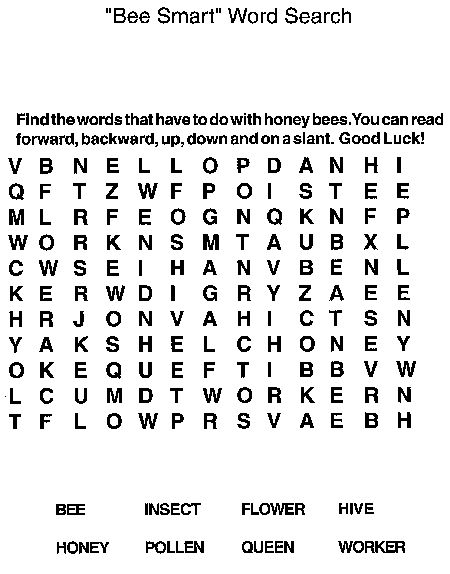 "Bee Smart" Word Search
Find the words that have to do with honey bees. You can read
forward, backward, up, down and on a slant. Good Luck!
V B N E L L O P D A N H I
Q F T Z W F P O I S T E E
M L R F E O G N Q K N F P
W O R K N S M T A U B X L
C W S E I H A N V B E N L
K E R W D I G R Y Z A E E
H R J O N V A H I C T S N
Y A K S H E L C H O N E Y
O K E Q U E F T I B B V W
L C U M D T W O R K E R N
T F L O W P R S V A E B H
BEE INSECT FLOWER HIVE
HONEY POLLEN QUEEN WORKER